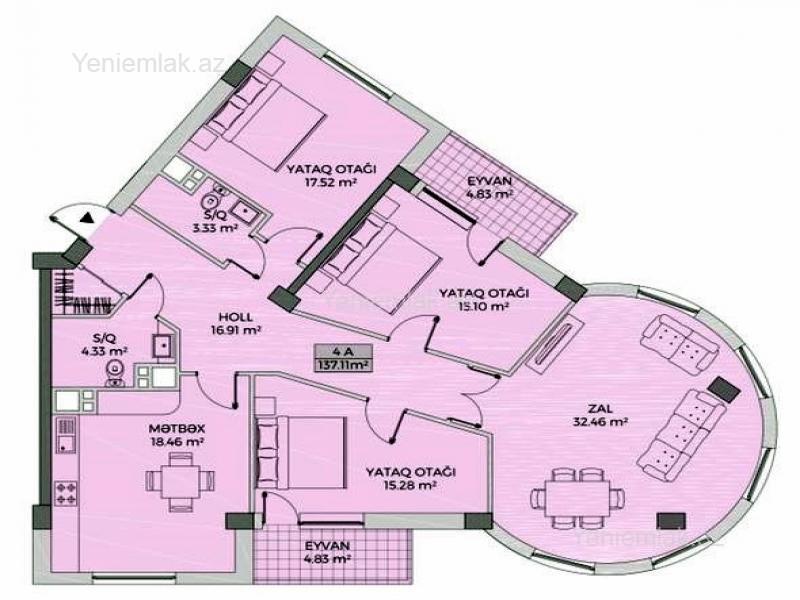 Yeniemlak.az
YATAQ OTAĞI
17.52 m²
EYVAN
4.83 m²
S/Q
3.33 m²
YATAQ OTAĞI
15.10 m²
HOLL
16.91 m²
S/Q
4.33 m²
4 A
137.11m²
ZAL
32.46 m²
MƏTBƏX
18.46 m²
YATAQ OTAĞI
15.28 m²
EYVAN
4.83 m²
Yeniemlak.az